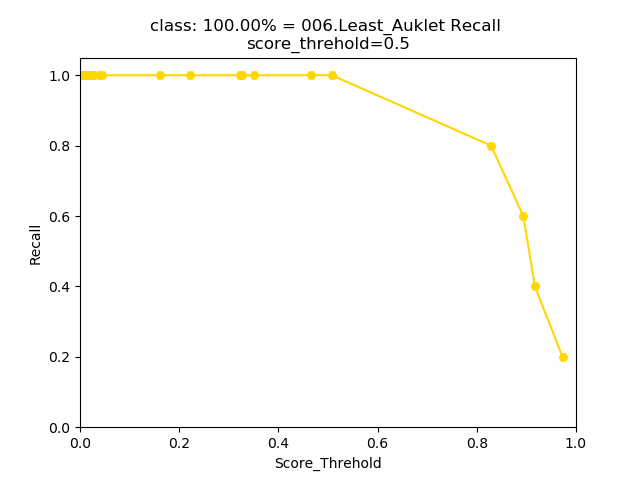 class: 100.00% = 006.Least_Auklet Recall
score_threhold=0.5
1.0
0.8
0.6
0.4
0.2
0.0
Recall
0.0 0.2 0.4 0.6 0.8 1.0
Score_Threhold